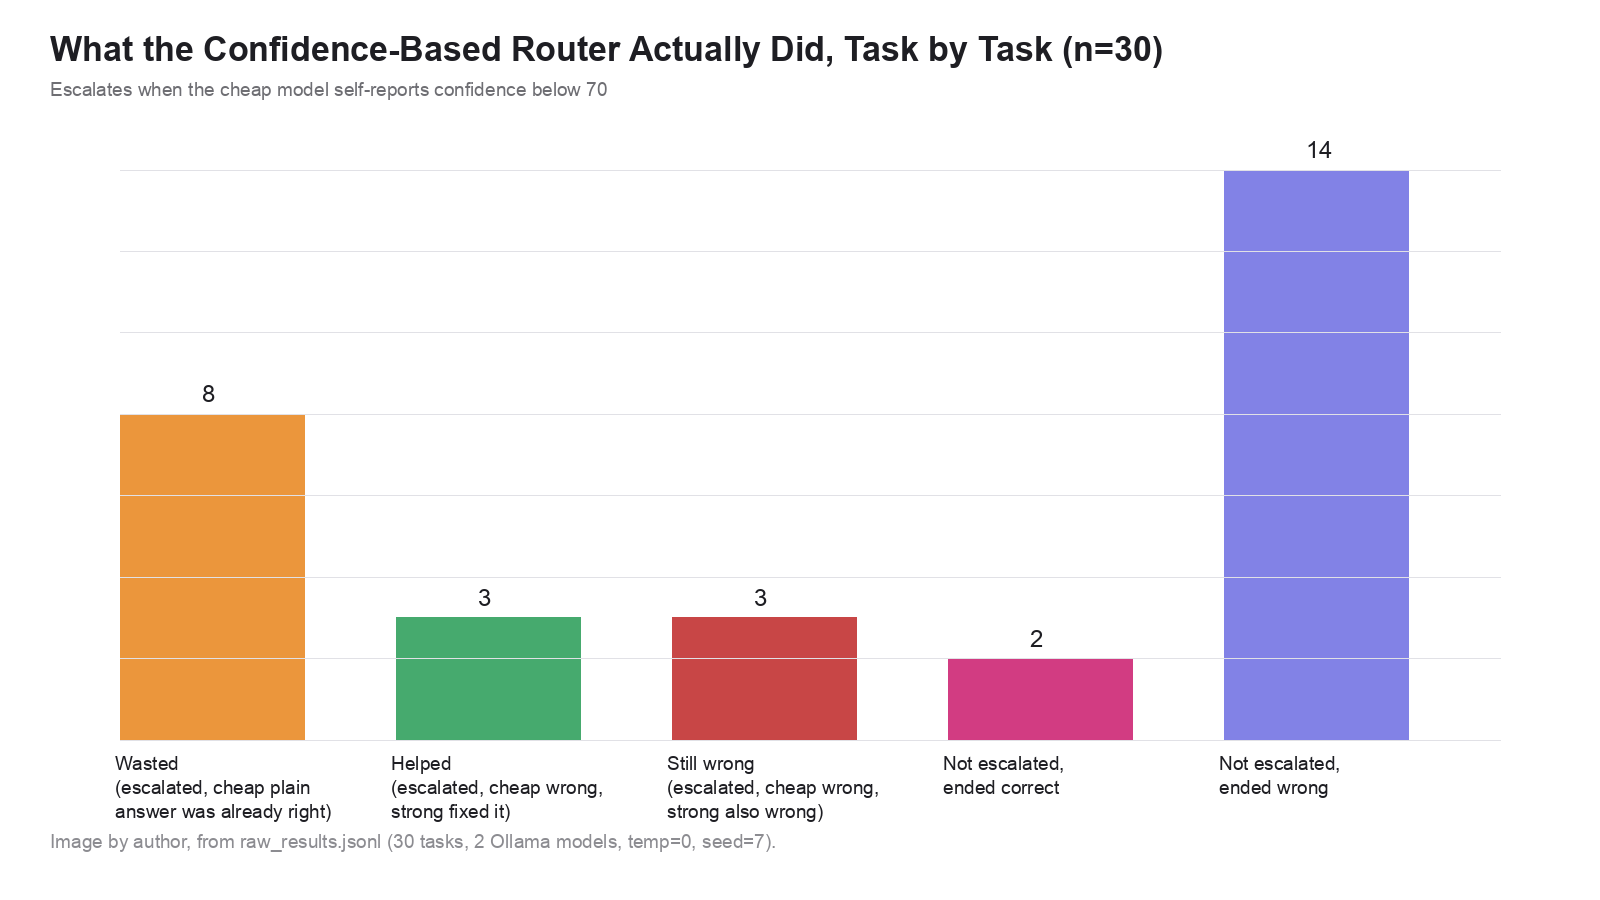 What the Confidence-Based Router Actually Did, Task by Task (n=30)
Escalates when the cheap model self-reports confidence below 70
14
8
3
3
2
Wasted
(escalated, cheap plain
answer was already right)
Helped
(escalated, cheap wrong,
strong fixed it)
Still wrong
(escalated, cheap wrong,
strong also wrong)
Not escalated,
ended correct
Not escalated,
ended wrong
Image by author, from raw_results.jsonl (30 tasks, 2 Ollama models, temp=0, seed=7).